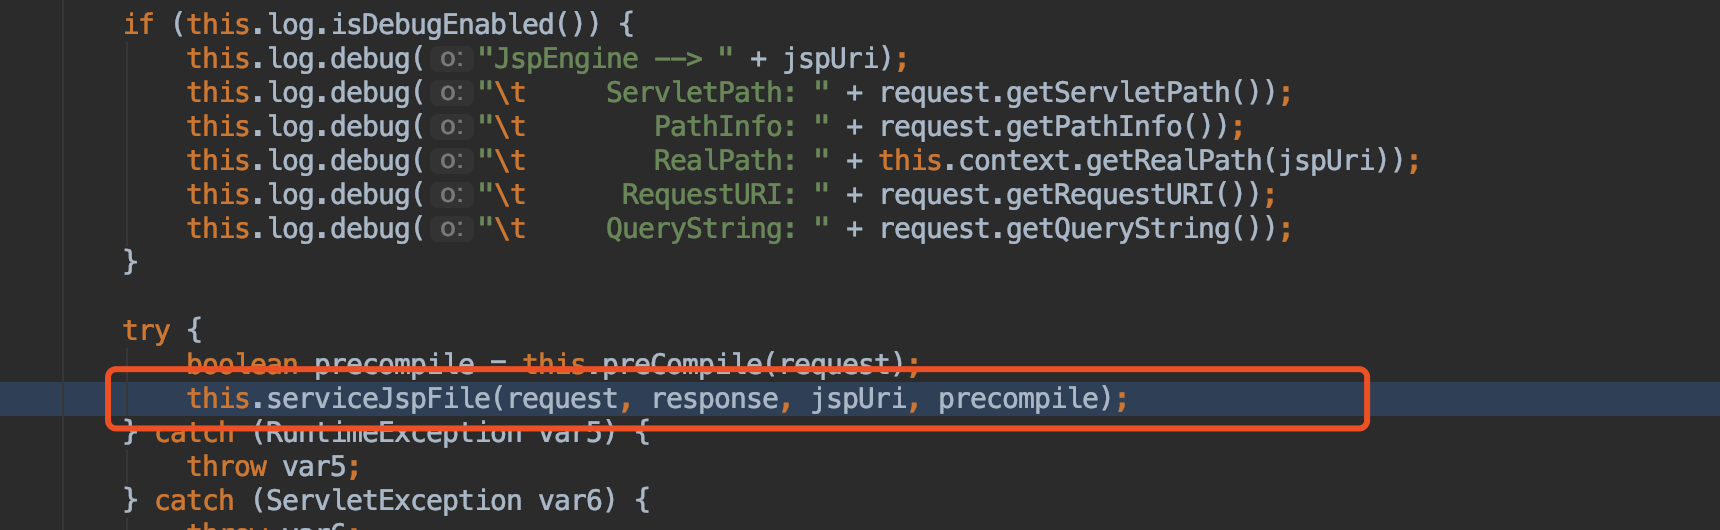 if (this.log.isDebugEnabled()) {
this.log.debug( o: "JspEngine --> " + jspUri);
this.log.debug( o: "\t     ServletPath: " + request.getServletPath());
this.log.debug( o: "\t        PathInfo: " + request.getPathInfo());
this.log.debug( o: "\t        RealPath: " + this.context.getRealPath(jspUri));
this.log.debug( o: "\t      RequestURI: " + request.getRequestURI());
this.log.debug( o: "\t     QueryString: " + request.getQueryString());
}
try {
boolean precompile = this.preCompile(request);
this.serviceJspFile(request, response, jspUri, precompile);
} catch (RuntimeException var5) {
throw var5;
} catch (ServletException var6) {
throw var6;